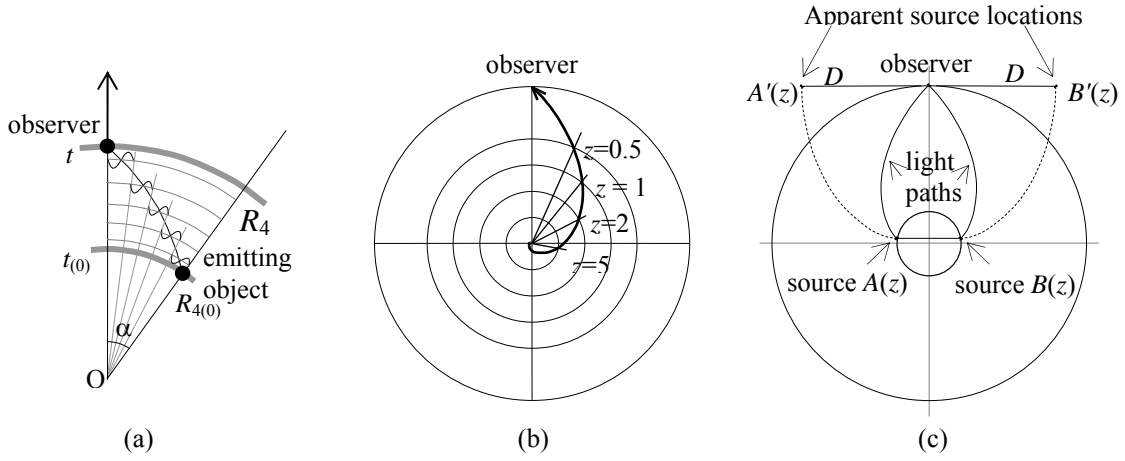 observer
t
R4
t(0)
emitting
object
R4(0)
α
O
(a)
observer
z=0.5
z = 1
z=2
z=5
(b)
Apparent source locations
D
observer
D
A′(z)
B′(z)
light
paths
source A(z)
source B(z)
(c)